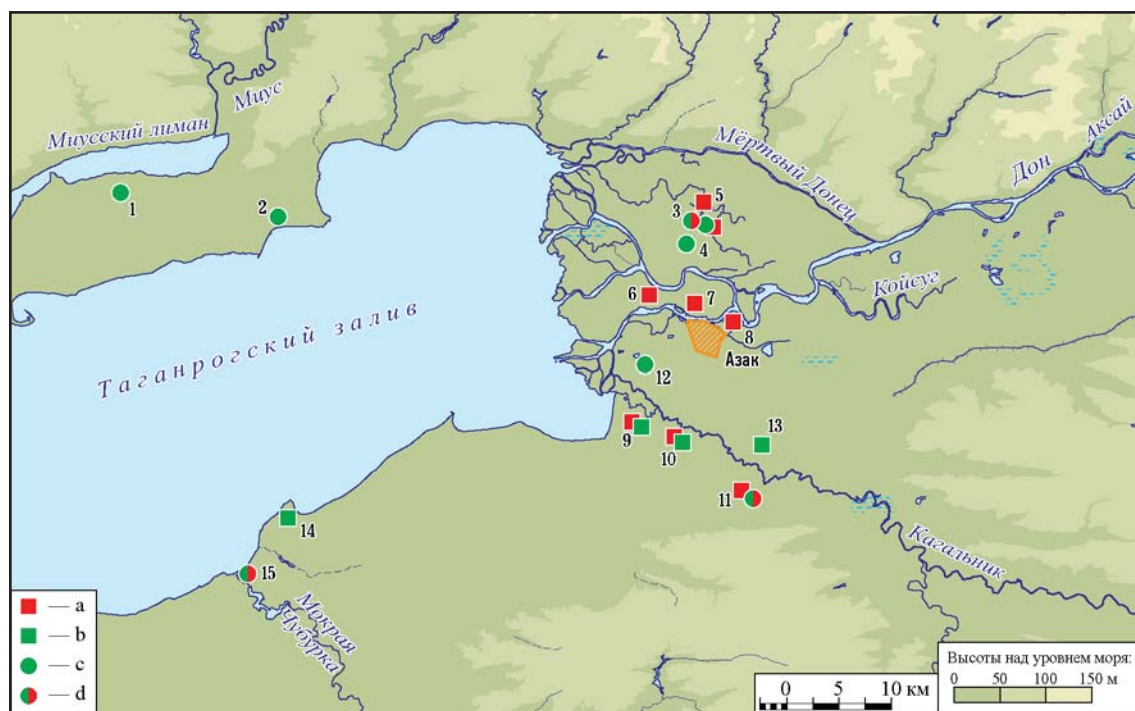 Миусский лиман
Миус
Мёртвый Донец
Дон
Аксай
Койсуг
Таганрогский залив
Азак
Кагальник
Мокрая
Чубурка
1
2
3
5
4
6
7
8
12
9
10
13
11
14
15
— a
— b
— c
— d
0 5 10 км
Высоты над уровнем моря:
0 50 100 150 м